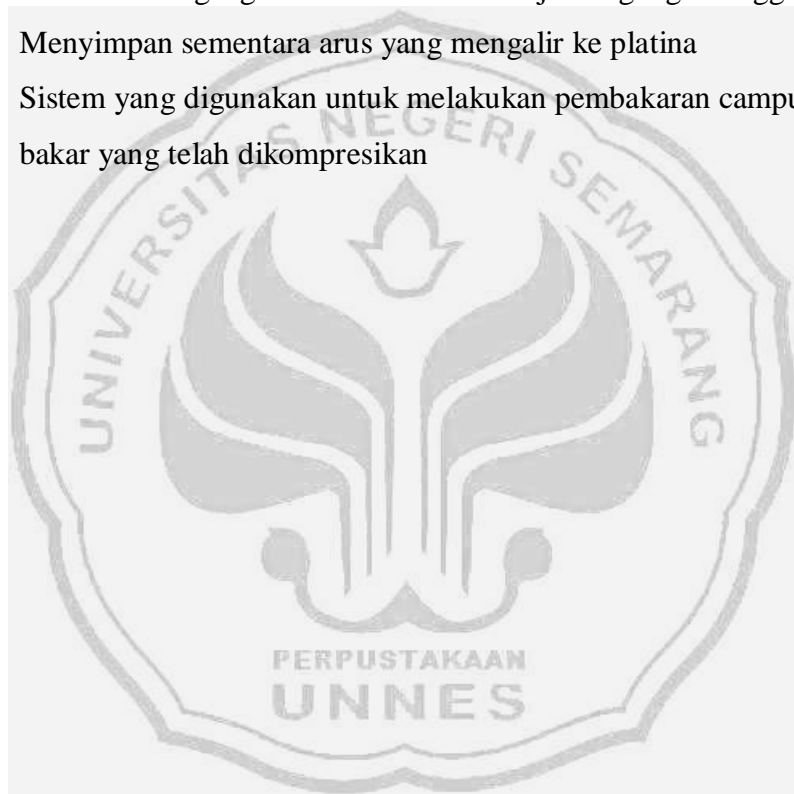 Menyimpan sementara arus yang mengalir ke platina
Sistem yang digunakan untuk melakukan pembakaran
bakar yang telah dikompresikan
UNIVERSITAS NEGERI SEMARANG
PERPUSTAKAAN
UNNES